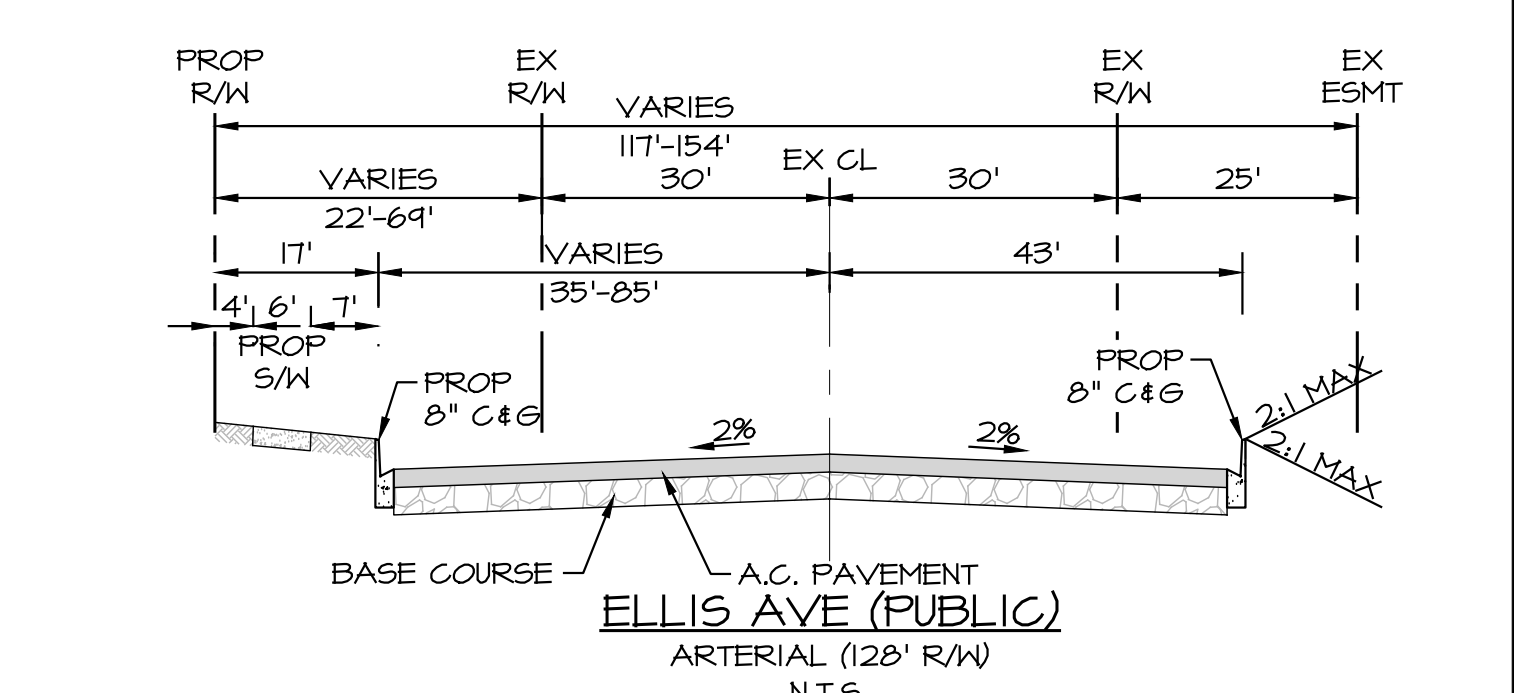 PROP
R/W
EX
R/W
EX
R/W
EX
ESMT
VARIES
117'-154'
EX CL
VARIES
22'-69'
30'
30'
25'
17'
VARIES
35'-85'
43'
4'
6'
7'
PROP
S/W
PROP
8" C&G
PROP
8" C&G
2%
2%
2:1 MAX
2:1 MAX
BASE COURSE
A.C. PAVEMENT
ELLIS AVE (PUBLIC)
ARTERIAL (128' R/W)
N.T.S.